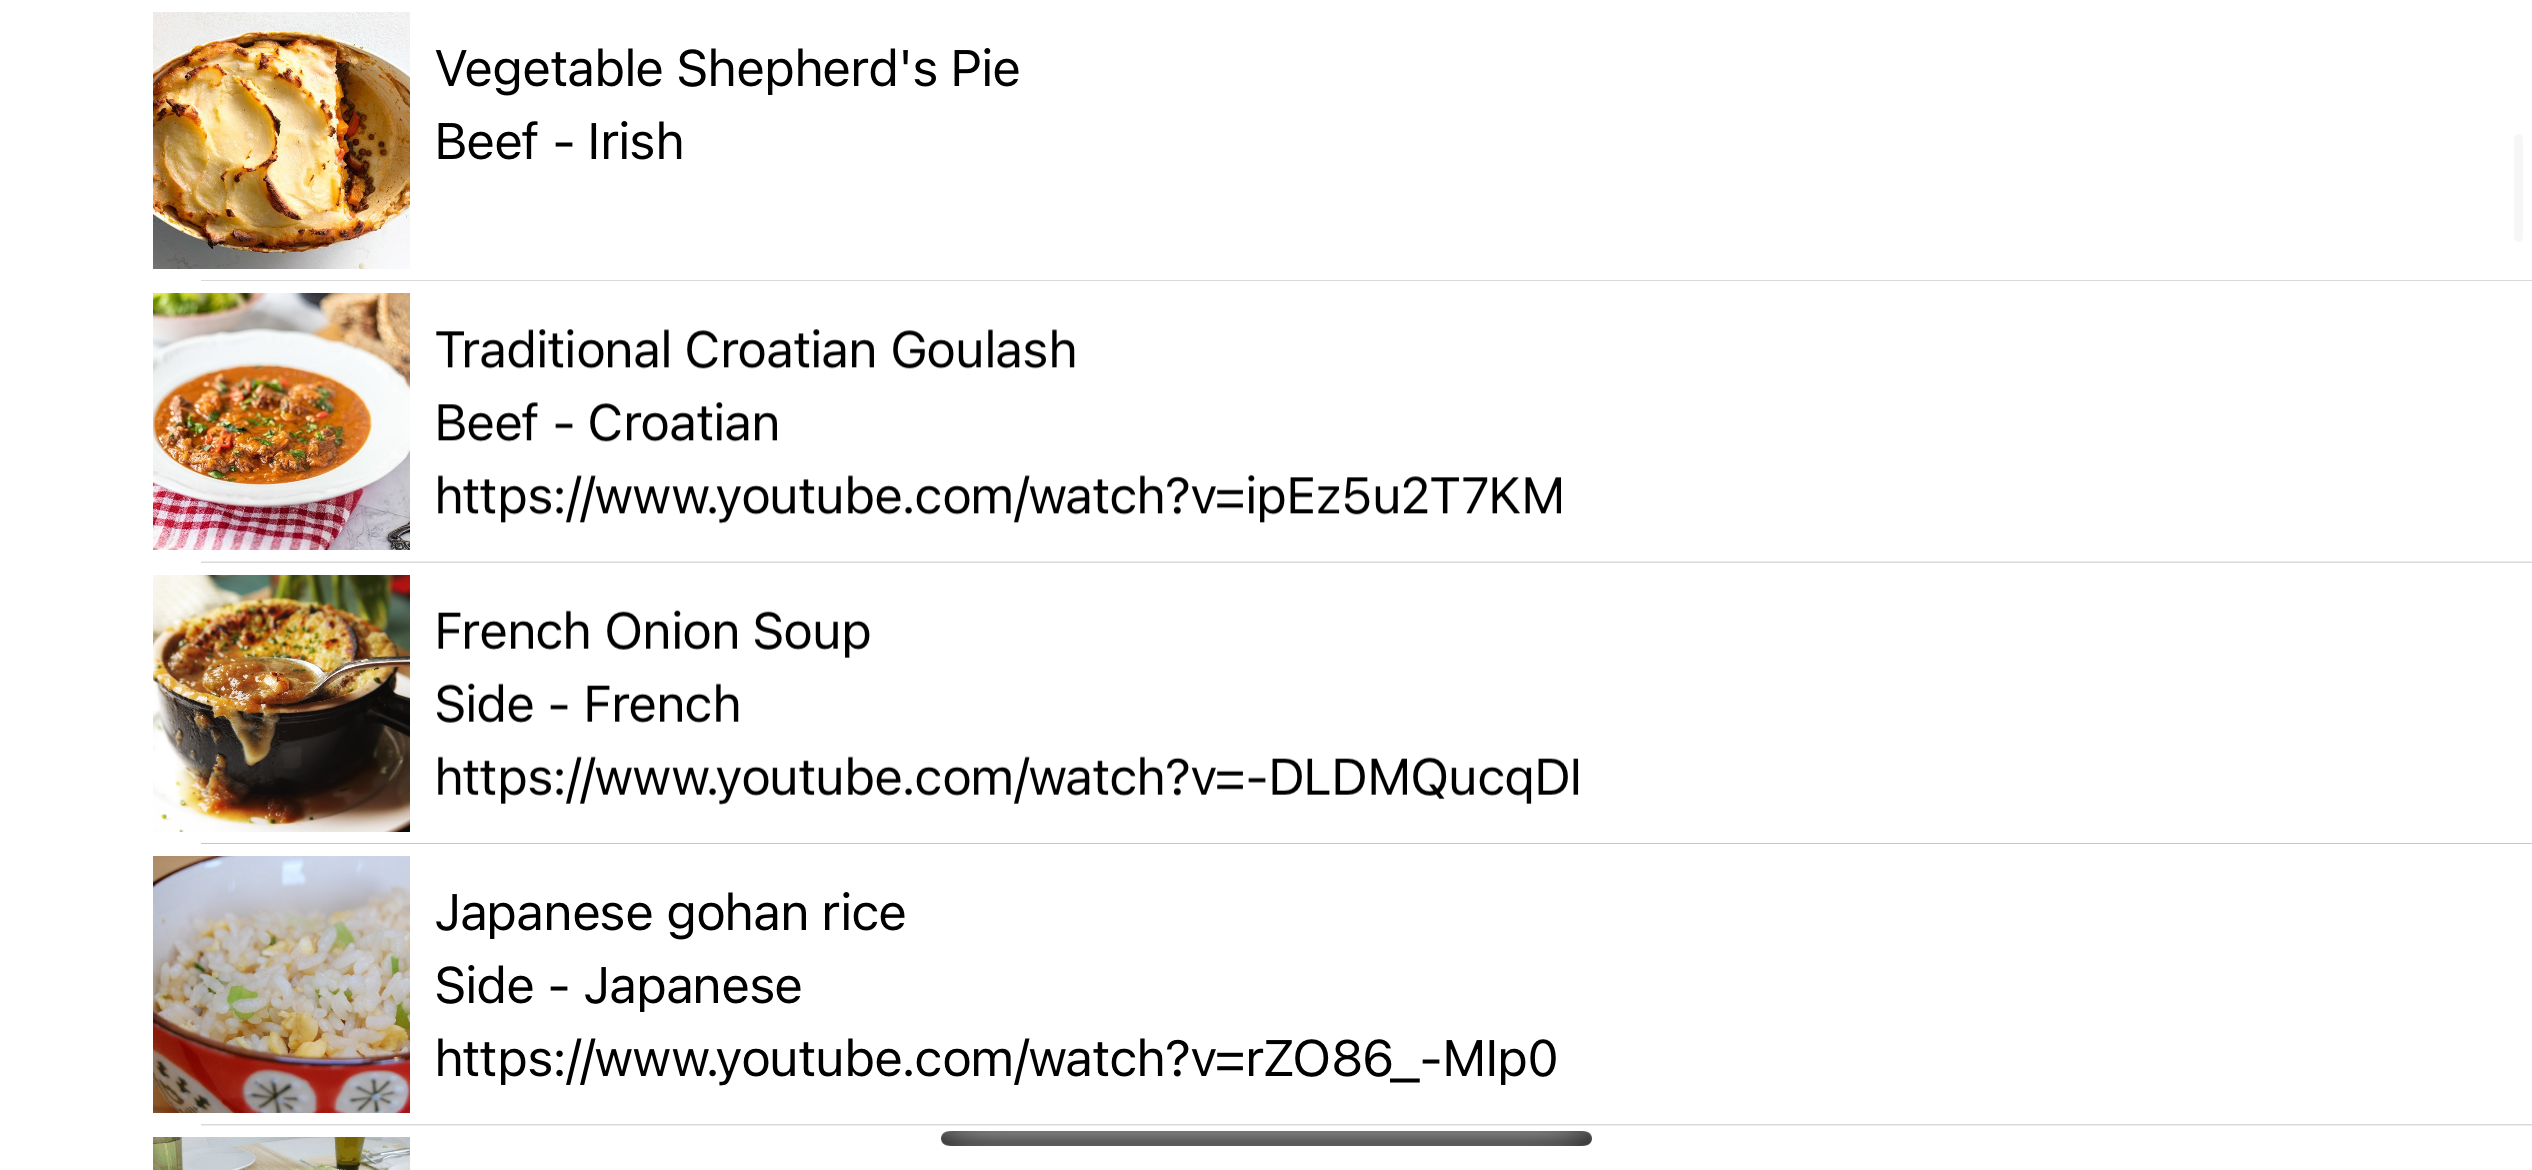 Vegetable Shepherd's Pie
Beef - Irish
Traditional Croatian Goulash
Beef - Croatian
https://www.youtube.com/watch?v=ipEz5u2T7KM
French Onion Soup
Side - French
https://www.youtube.com/watch?v=-DLDMQucqDI
Japanese gohan rice
Side - Japanese
https://www.youtube.com/watch?v=rZO86_-MIp0